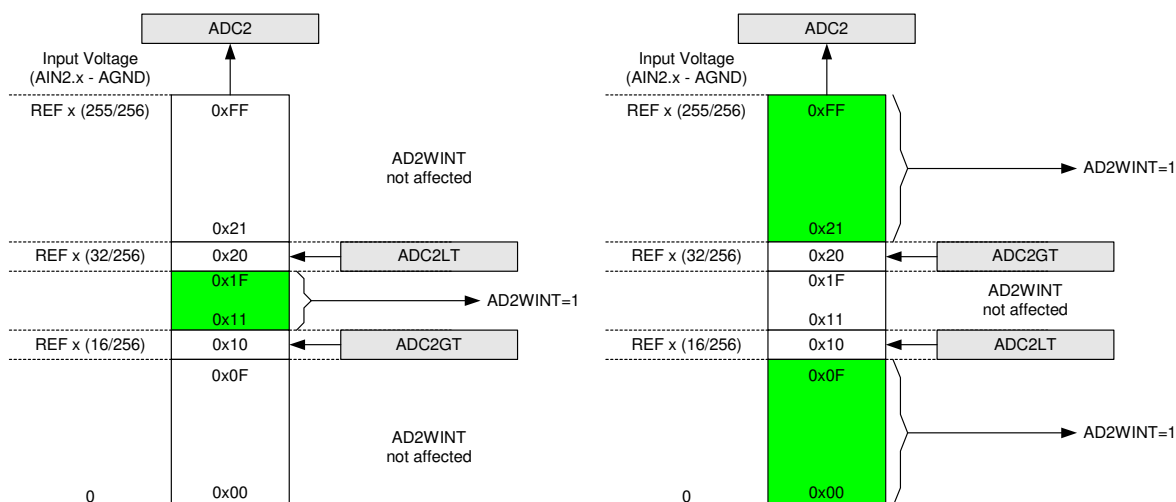 ADC2
Input Voltage
(AIN2.x - AGND)
REF x (255/256)
0xFF
AD2WINT
not affected
0x21
REF x (32/256)
0x20
ADC2LT
0x1F
AD2WINT=1
0x11
REF x (16/256)
0x10
ADC2GT
0x0F
AD2WINT
not affected
0
0x00
ADC2
Input Voltage
(AIN2.x - AGND)
REF x (255/256)
0xFF
AD2WINT=1
0x21
REF x (32/256)
0x20
ADC2GT
0x1F
AD2WINT
not affected
0x11
REF x (16/256)
0x10
ADC2LT
0x0F
AD2WINT=1
0
0x00